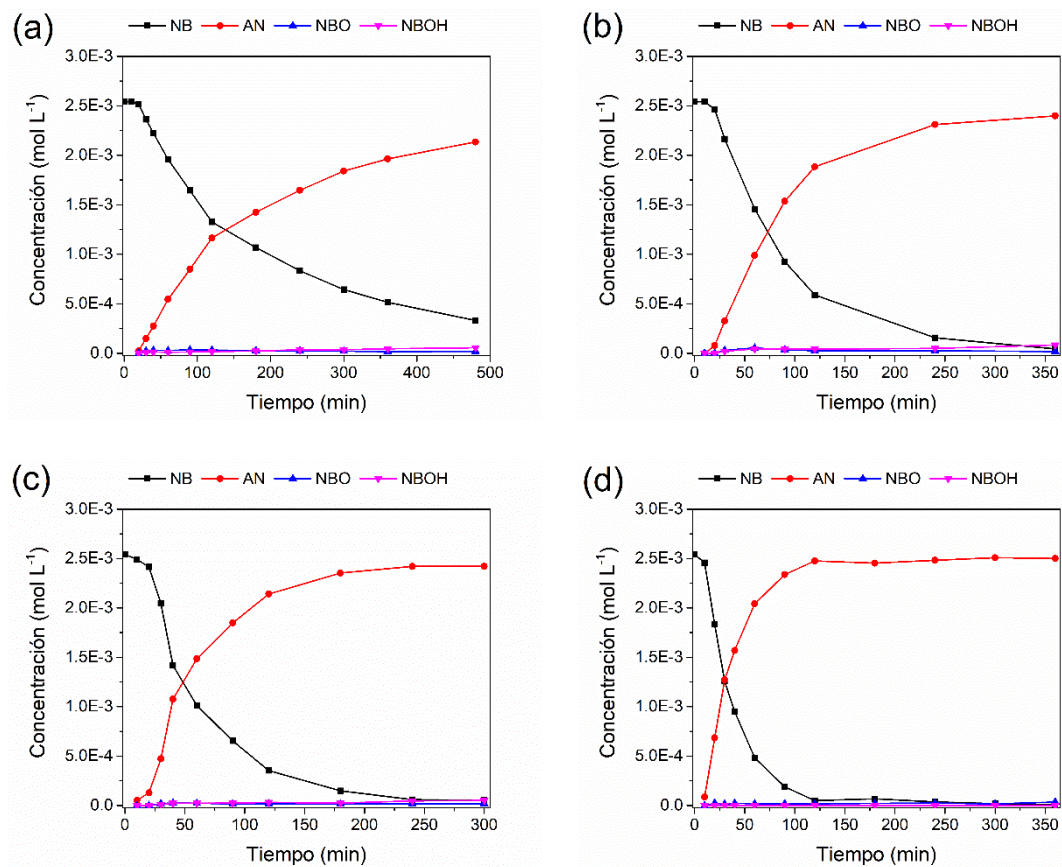 (a)
NB AN NBO NBOH
3.0E-3
2.5E-3
2.0E-3
1.5E-3
1.0E-3
5.0E-4
0.0
Concentración (mol L⁻¹)
0 100 200 300 400 500
Tiempo (min)
(b)
NB AN NBO NBOH
3.0E-3
2.5E-3
2.0E-3
1.5E-3
1.0E-3
5.0E-4
0.0
Concentración (mol L⁻¹)
0 50 100 150 200 250 300 350
Tiempo (min)
(c)
NB AN NBO NBOH
3.0E-3
2.5E-3
2.0E-3
1.5E-3
1.0E-3
5.0E-4
0.0
Concentración (mol L⁻¹)
0 50 100 150 200 250 300
Tiempo (min)
(d)
NB AN NBO NBOH
3.0E-3
2.5E-3
2.0E-3
1.5E-3
1.0E-3
5.0E-4
0.0
Concentración (mol L⁻¹)
0 50 100 150 200 250 300 350
Tiempo (min)